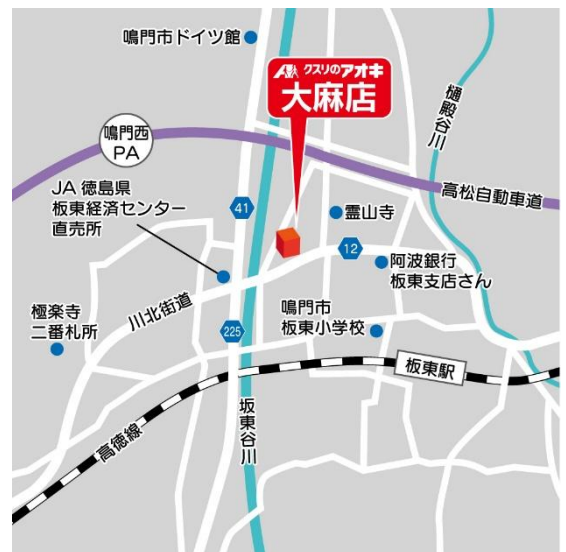 鳴門市ドイツ館
クスリのアオキ
大麻店
樋殿谷川
鳴門西
PA
高松自動車道
JA 徳島県
板東経済センター
直売所
41
霊山寺
12
阿波銀行
板東支店さん
極楽寺
二番札所
川北街道
225
鳴門市
板東小学校
板東駅
高徳線
坂東谷川